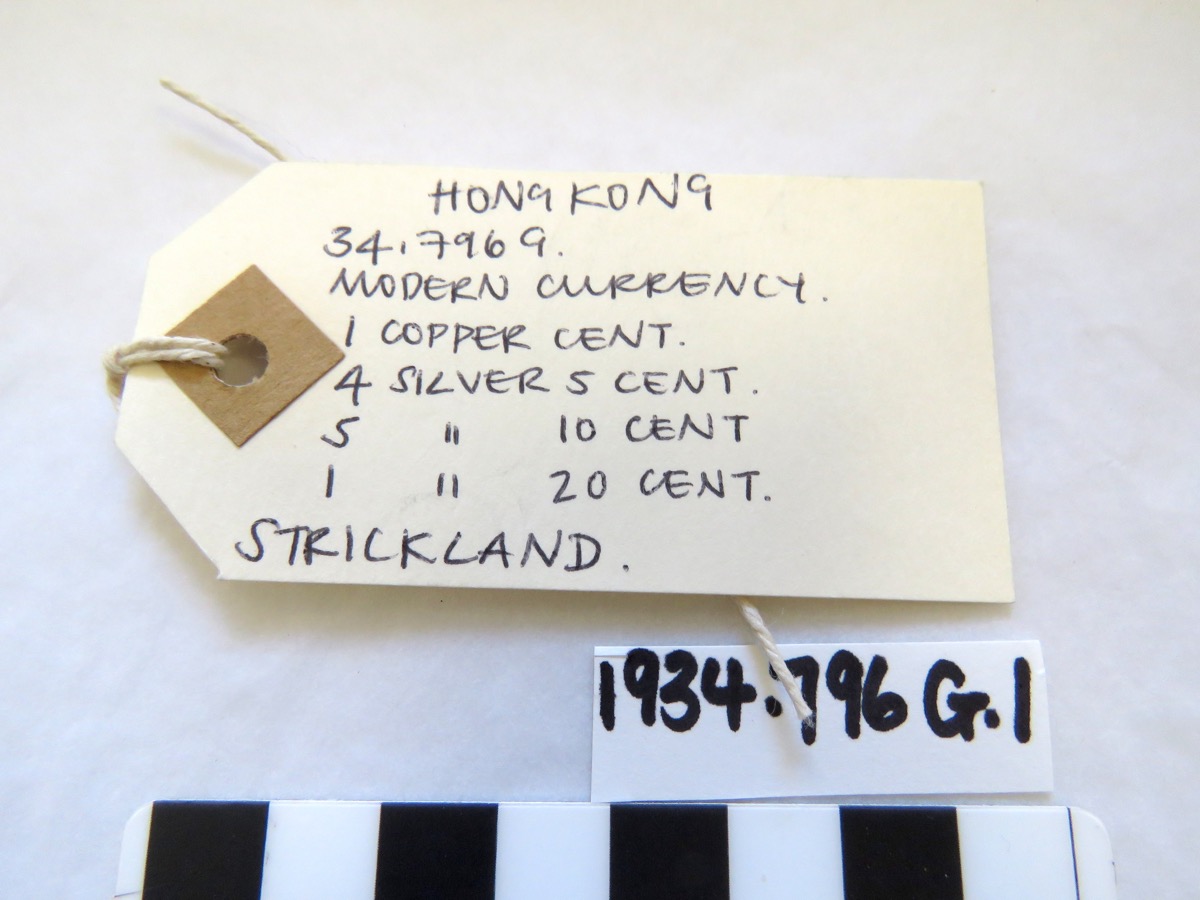 HONG KONG
34.796 G.
MODERN CURRENCY.
1 COPPER CENT.
4 SILVER 5 CENT.
5 " 10 CENT
1 " 20 CENT.
STRICKLAND.
1934.796 G.1